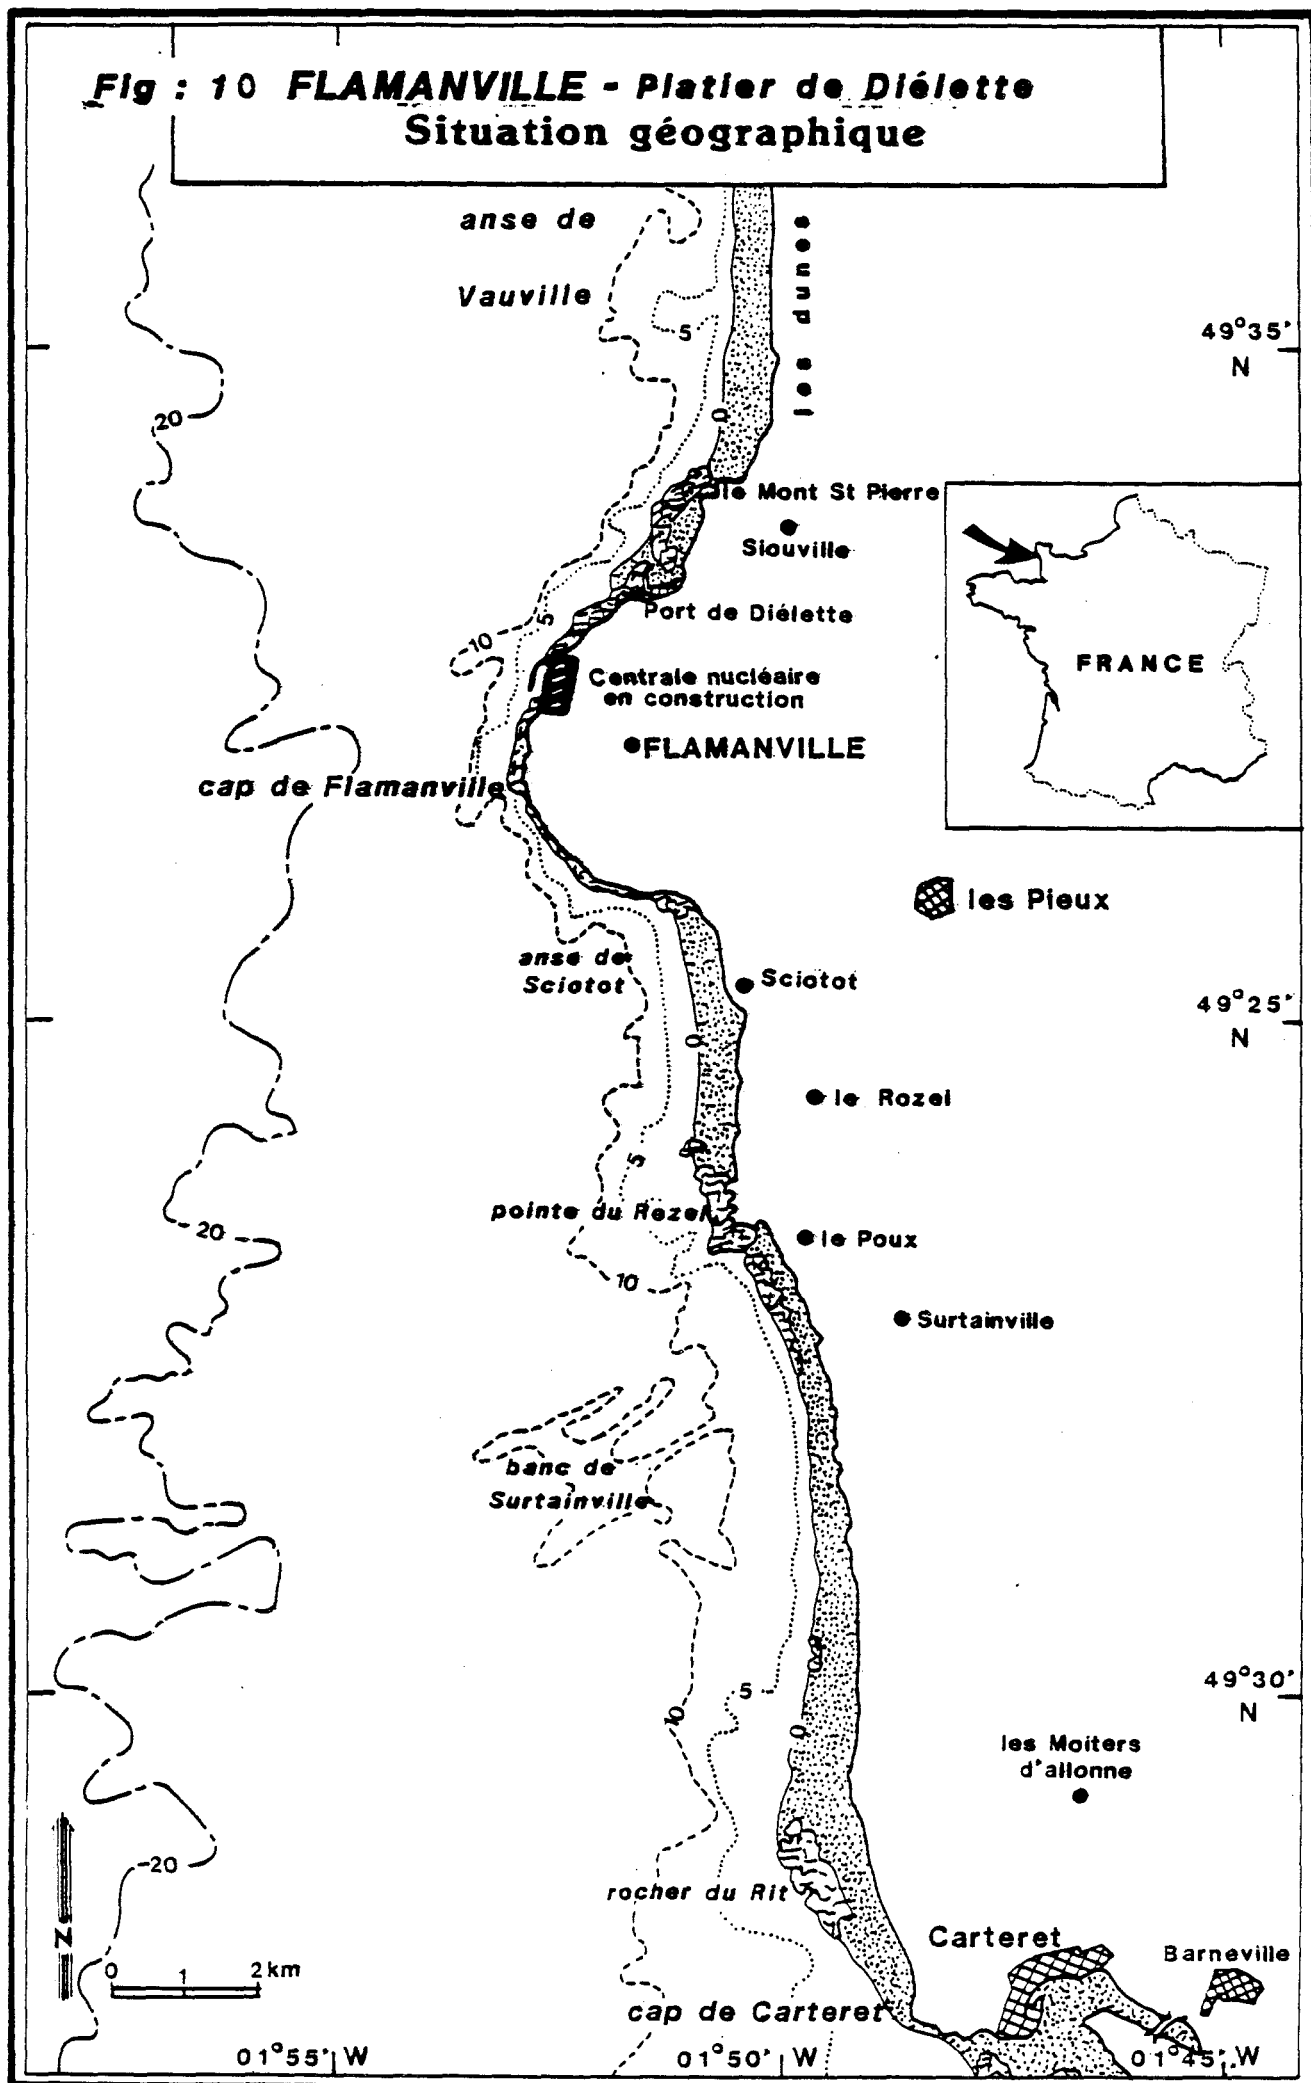 Fig : 10 FLAMANVILLE - Platier de Diélette
Situation géographique
anse de
Vauville
les dunes
5
49°35'
N
20
0
le Mont St Pierre
Siouville
Port de Diélette
5
10
Centrale nucléaire
en construction
FLAMANVILLE
cap de Flamanville
FRANCE
les Pieux
anse de
Sciotot
Sciotot
49°25'
N
0
le Rozel
5
pointe du Rozel
20
le Poux
10
Surtainville
banc de
Surtainville
5
10
0
49°30'
N
les Moiters
d'allonne
20
rocher du Rit
N
Carteret
Barneville
0 1 2 km
cap de Carteret
01°55' W
01°50' W
01°45' W